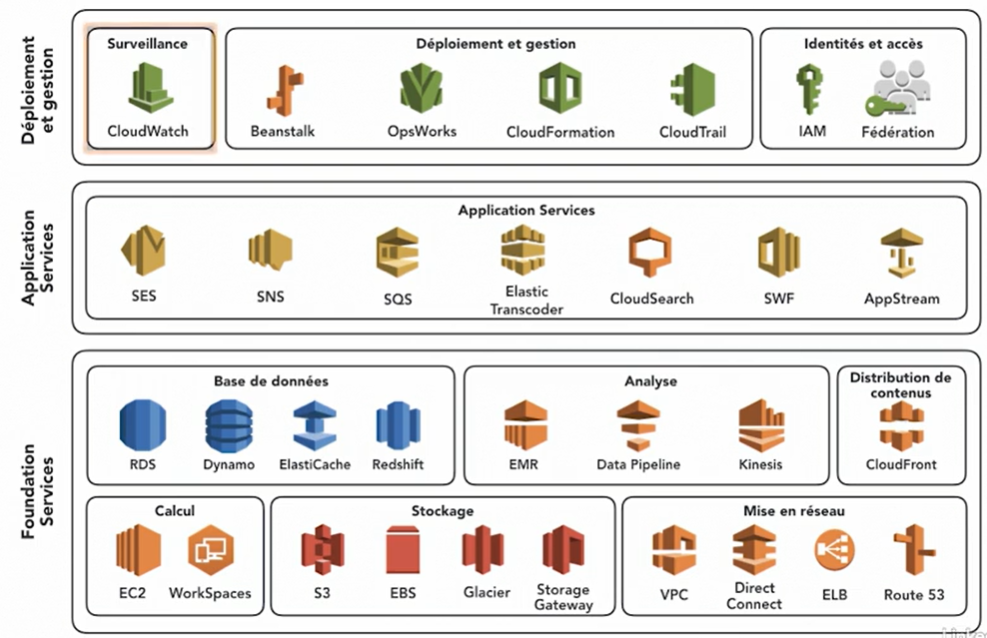 Déploiement
et gestion
Surveillance
CloudWatch
Déploiement et gestion
Beanstalk
OpsWorks
CloudFormation
CloudTrail
Identités et accès
IAM
Fédération
Application
Services
Application Services
SES
SNS
SQS
Elastic
Transcoder
CloudSearch
SWF
AppStream
Foundation
Services
Base de données
RDS
Dynamo
ElastiCache
Redshift
Analyse
EMR
Data Pipeline
Kinesis
Distribution de
contenus
CloudFront
Calcul
EC2
WorkSpaces
Stockage
S3
EBS
Glacier
Storage
Gateway
Mise en réseau
VPC
Direct
Connect
ELB
Route 53